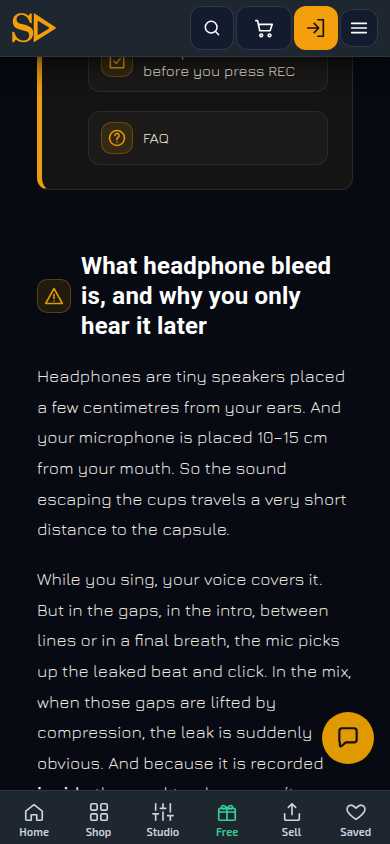 SD
before you press REC
FAQ
What headphone bleed
is, and why you only
hear it later
Headphones are tiny speakers placed
a few centimetres from your ears. And
your microphone is placed 10–15 cm
from your mouth. So the sound
escaping the cups travels a very short
distance to the capsule.
While you sing, your voice covers it.
But in the gaps, in the intro, between
lines or in a final breath, the mic picks
up the leaked beat and click. In the mix,
when those gaps are lifted by
compression, the leak is suddenly
obvious. And because it is recorded
Home
Shop
Studio
Free
Sell
Saved